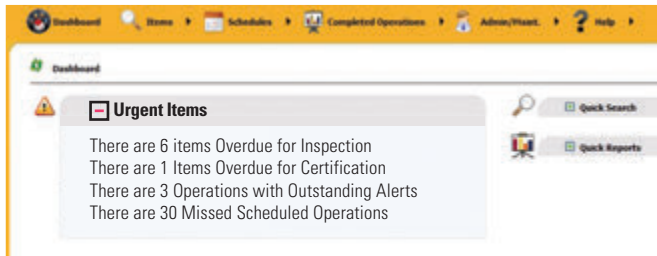 Dashboard Items Schedules Completed Operations Admin/Maint. Help
Dashboard
Urgent Items
Quick Search
There are 6 items Overdue for Inspection
Quick Reports
There are 1 Items Overdue for Certification
There are 3 Operations with Outstanding Alerts
There are 30 Missed Scheduled Operations